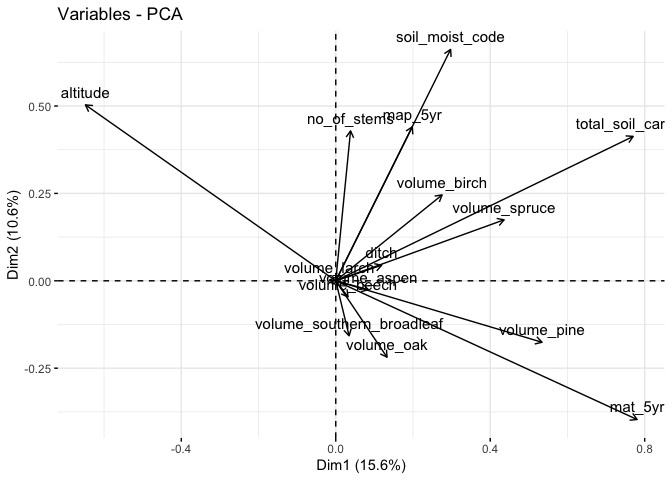 Variables - PCA
soil_moist_code
altitude
no_of_stems
map_5yr
total_soil_car
volume_birch
volume_spruce
ditch
volume_larch
volume_aspen
volume_beech
volume_southern_broadleaf
volume_pine
volume_oak
mat_5yr
0.50
0.25
0.00
-0.25
Dim2 (10.6%)
-0.4
0.0
0.4
0.8
Dim1 (15.6%)